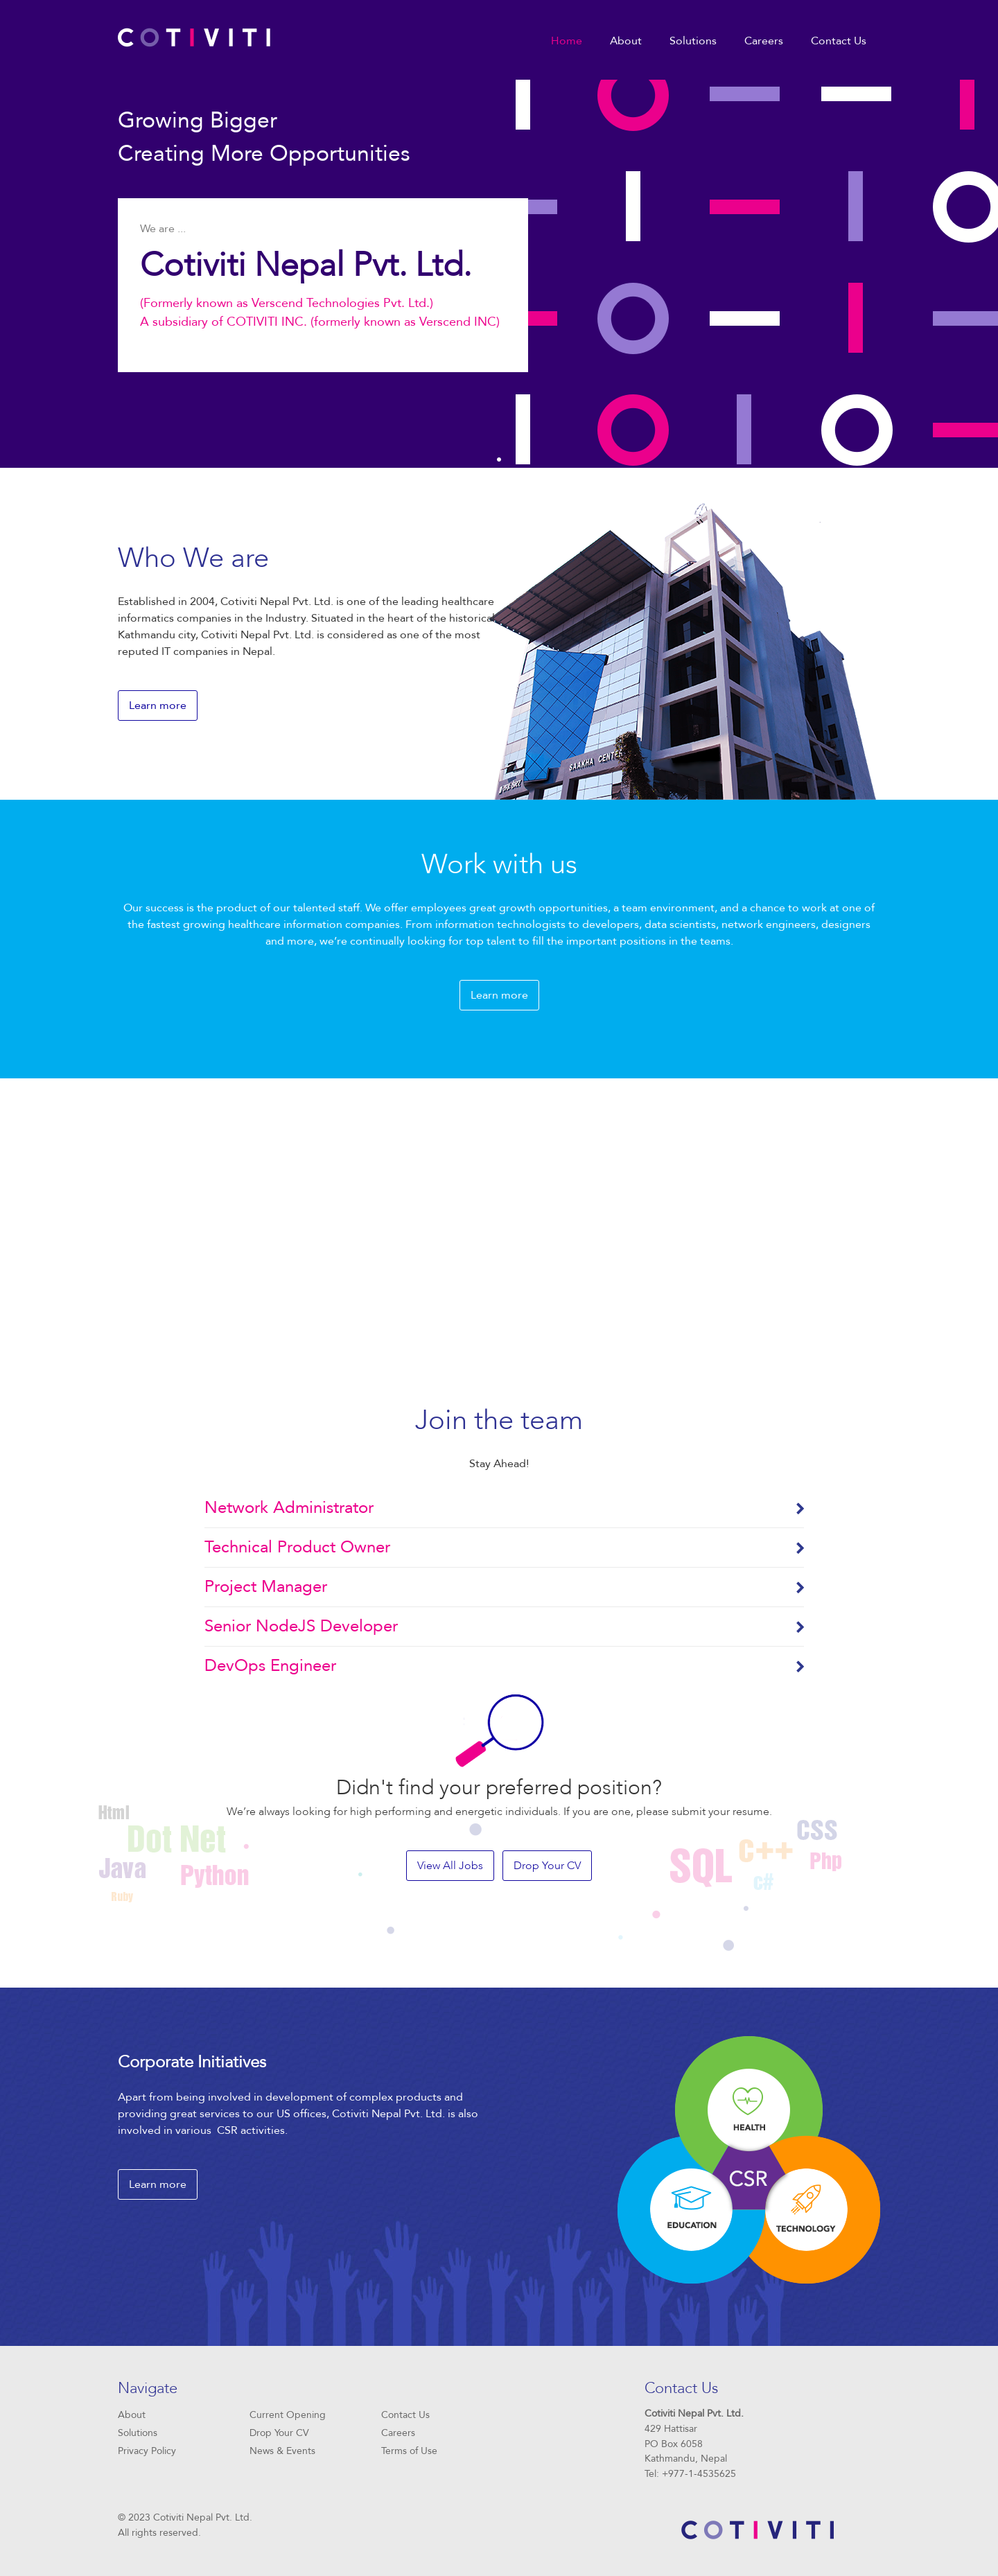 COTIVITI
Home About Solutions Careers Contact Us
Growing Bigger
Creating More Opportunities
We are ...
Cotiviti Nepal Pvt. Ltd.
(Formerly known as Verscend Technologies Pvt. Ltd.)
A subsidiary of COTIVITI INC. (formerly known as Verscend INC)
Who We are
Established in 2004, Cotiviti Nepal Pvt. Ltd. is one of the leading healthcare
informatics companies in the Industry. Situated in the heart of the historical
Kathmandu city, Cotiviti Nepal Pvt. Ltd. is considered as one of the most
reputed IT companies in Nepal.
Learn more
SAAKHA CENTER
Work with us
Our success is the product of our talented staff. We offer employees great growth opportunities, a team environment, and a chance to work at one of
the fastest growing healthcare information companies. From information technologists to developers, data scientists, network engineers, designers
and more, we're continually looking for top talent to fill the important positions in the teams.
Learn more
Join the team
Stay Ahead!
Network Administrator
Technical Product Owner
Project Manager
Senior NodeJS Developer
DevOps Engineer
Didn't find your preferred position?
We're always looking for high performing and energetic individuals. If you are one, please submit your resume.
Html
Dot Net
Java
Python
Ruby
View All Jobs Drop Your CV
SQL
C++
CSS
Php
c#
Corporate Initiatives
Apart from being involved in development of complex products and
providing great services to our US offices, Cotiviti Nepal Pvt. Ltd. is also
involved in various CSR activities.
Learn more
HEALTH
CSR
EDUCATION
TECHNOLOGY
Navigate
About Current Opening Contact Us
Solutions Drop Your CV Careers
Privacy Policy News & Events Terms of Use
Contact Us
Cotiviti Nepal Pvt. Ltd.
429 Hattisar
PO Box 6058
Kathmandu, Nepal
Tel: +977-1-4535625
© 2023 Cotiviti Nepal Pvt. Ltd.
All rights reserved.
COTIVITI